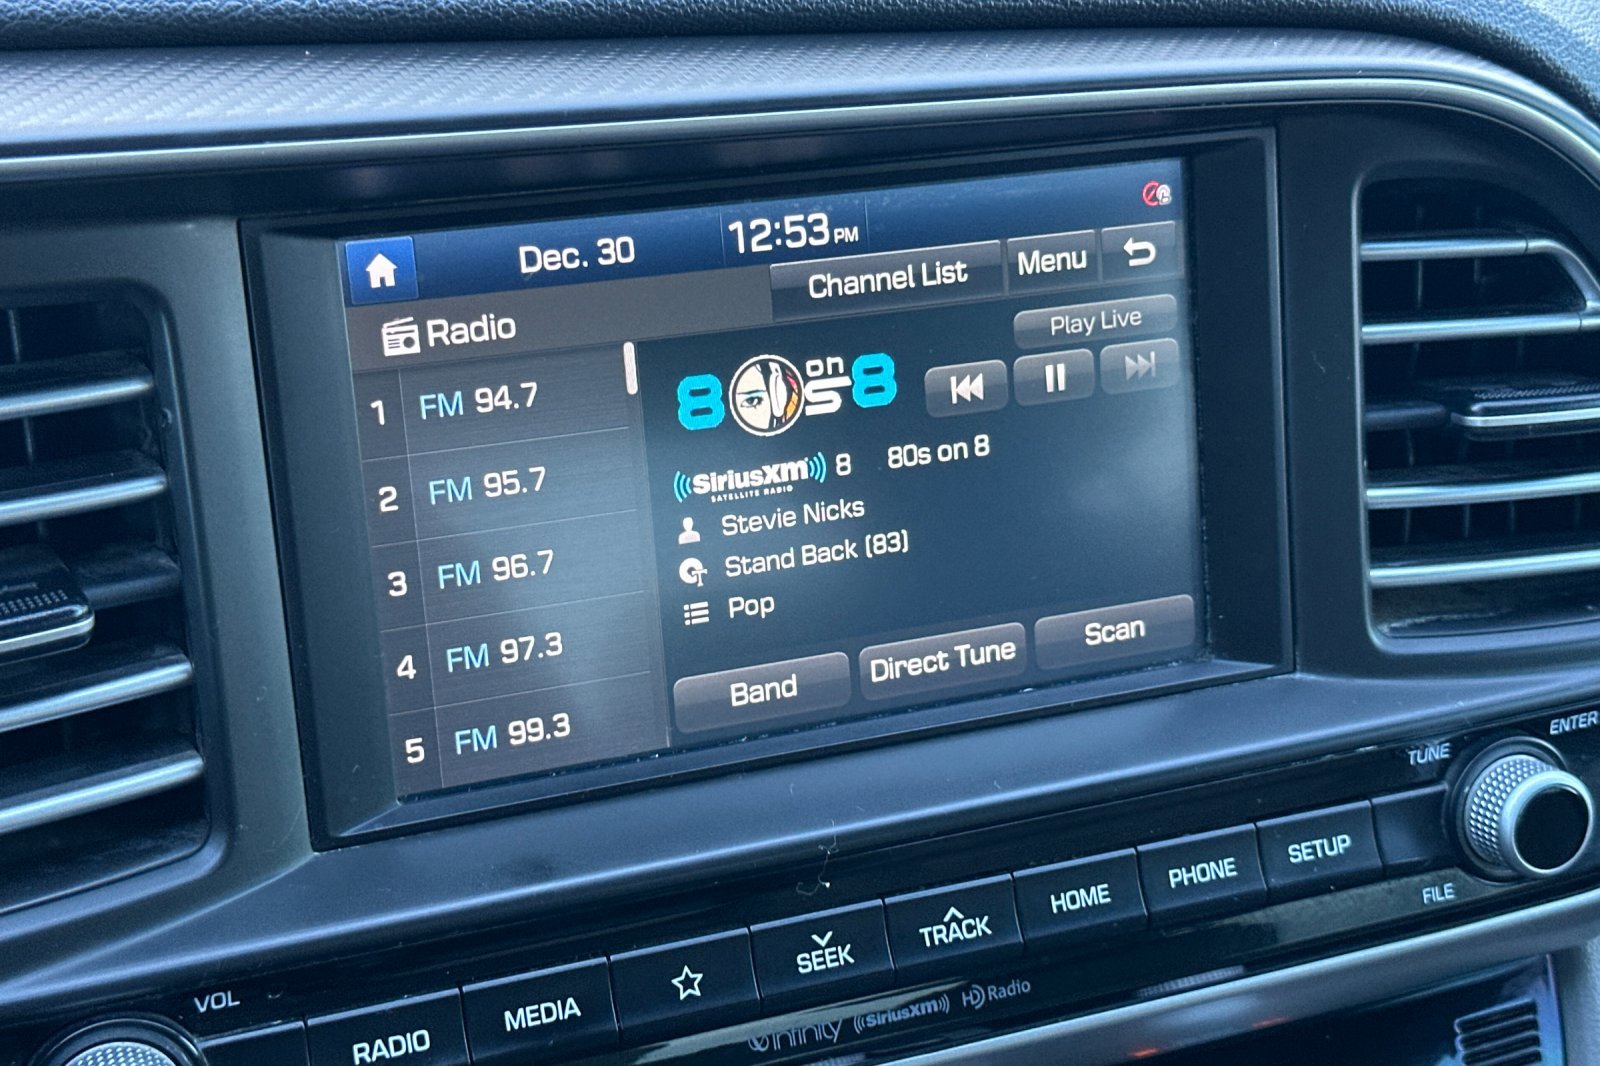 Dec. 30
12:53 PM
Radio
Channel List
Menu
1 FM 94.7
2 FM 95.7
3 FM 96.7
4 FM 97.3
5 FM 99.3
8 on 8
0s
Play Live
SiriusXM 8 80s on 8
SATELLITE RADIO
Stevie Nicks
Stand Back (83)
Pop
Band
Direct Tune
Scan
VOL
RADIO
MEDIA
SEEK
TRACK
HOME
PHONE
SETUP
TUNE
FILE
ENTER
infinity SiriusXM HD Radio